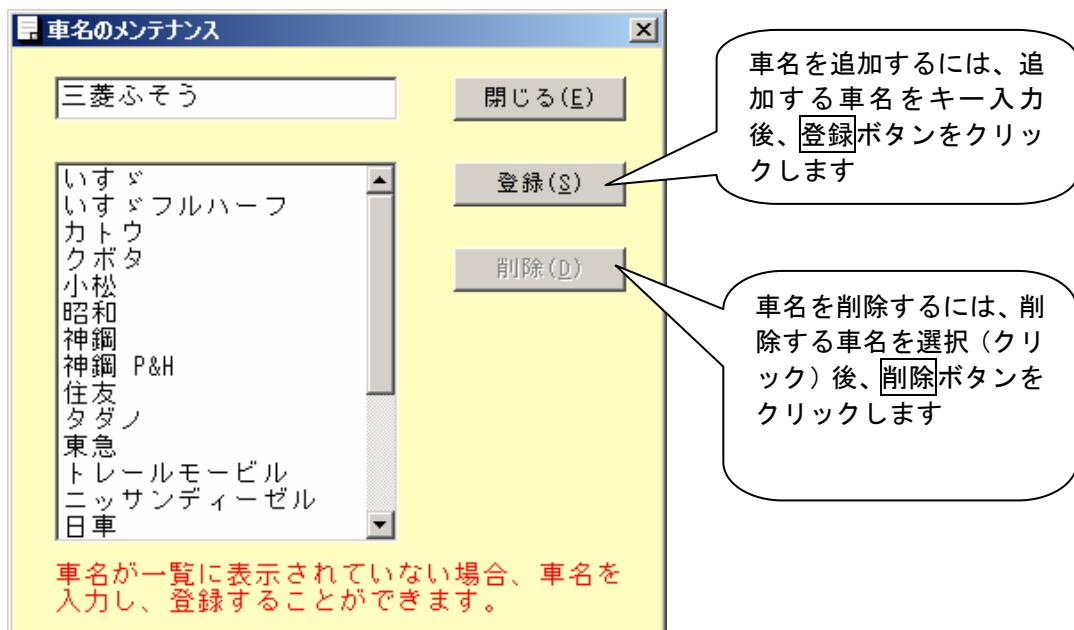 車名のメンテナンス
三菱ふそう
閉じる(E)
登録(S)
削除(D)
いすゞ
いすゞフルハーフ
カトウ
クボタ
小松
昭和
神鋼
神鋼 P&H
住友
タダノ
東急
トレールモービル
ニッサンディーゼル
日車
車名が一覧に表示されていない場合、車名を
入力し、登録することができます。
車名を追加するには、追
加する車名をキー入力
後、登録ボタンをクリッ
クします
車名を削除するには、削
除する車名を選択（クリ
ック）後、削除ボタンを
クリックします